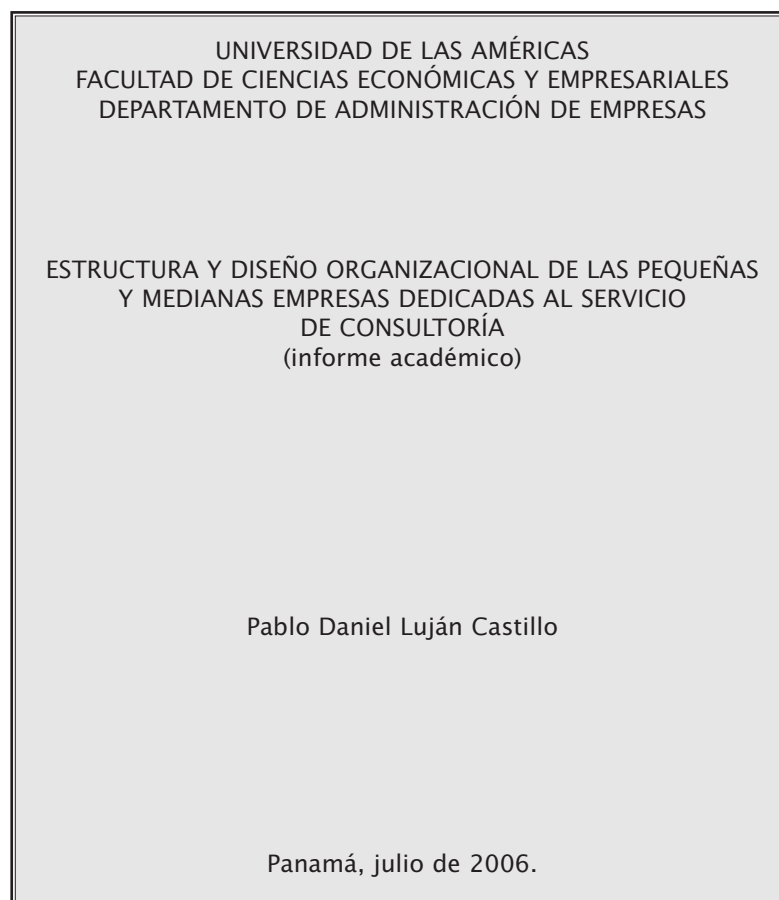 UNIVERSIDAD DE LAS AMÉRICAS
FACULTAD DE CIENCIAS ECONÓMICAS Y EMPRESARIALES
DEPARTAMENTO DE ADMINISTRACIÓN DE EMPRESAS
ESTRUCTURA Y DISEÑO ORGANIZACIONAL DE LAS PEQUEÑAS
Y MEDIANAS EMPRESAS DEDICADAS AL SERVICIO
DE CONSULTORÍA
(informe académico)
Pablo Daniel Luján Castillo
Panamá, julio de 2006.